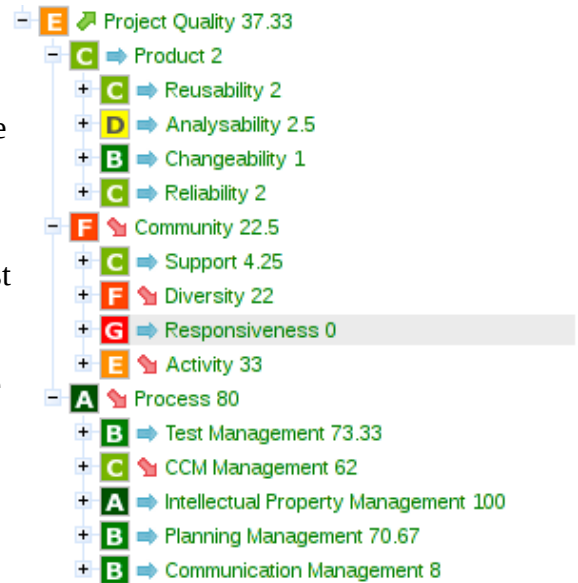 E Project Quality 37.33
C Product 2
C Reusability 2
e
D Analysability 2.5
B Changeability 1
C Reliability 2
F Community 22.5
C Support 4.25
st
F Diversity 22
G Responsiveness 0
E Activity 33
A Process 80
B Test Management 73.33
C CCM Management 62
A Intellectual Property Management 100
B Planning Management 70.67
B Communication Management 8